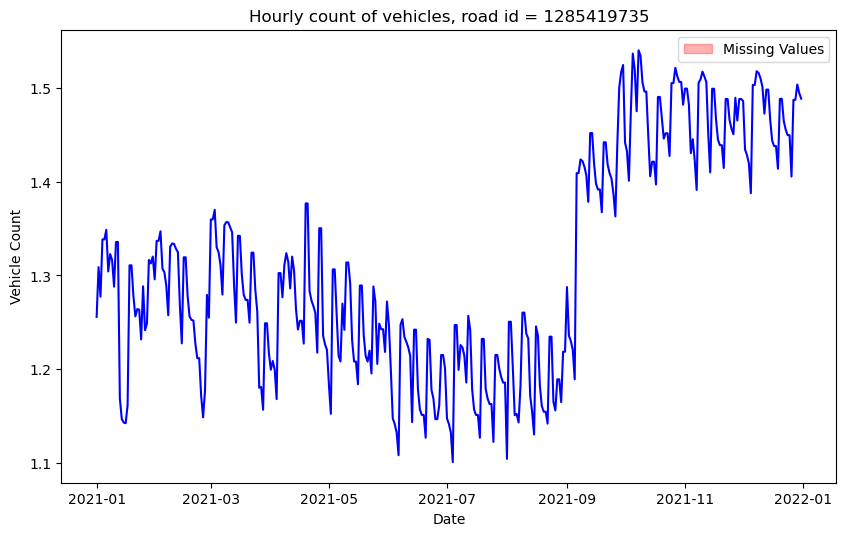 Hourly count of vehicles, road id = 1285419735
Missing Values
1.5
1.4
1.3
1.2
1.1
Vehicle Count
2021-01 2021-03 2021-05 2021-07 2021-09 2021-11 2022-01
Date